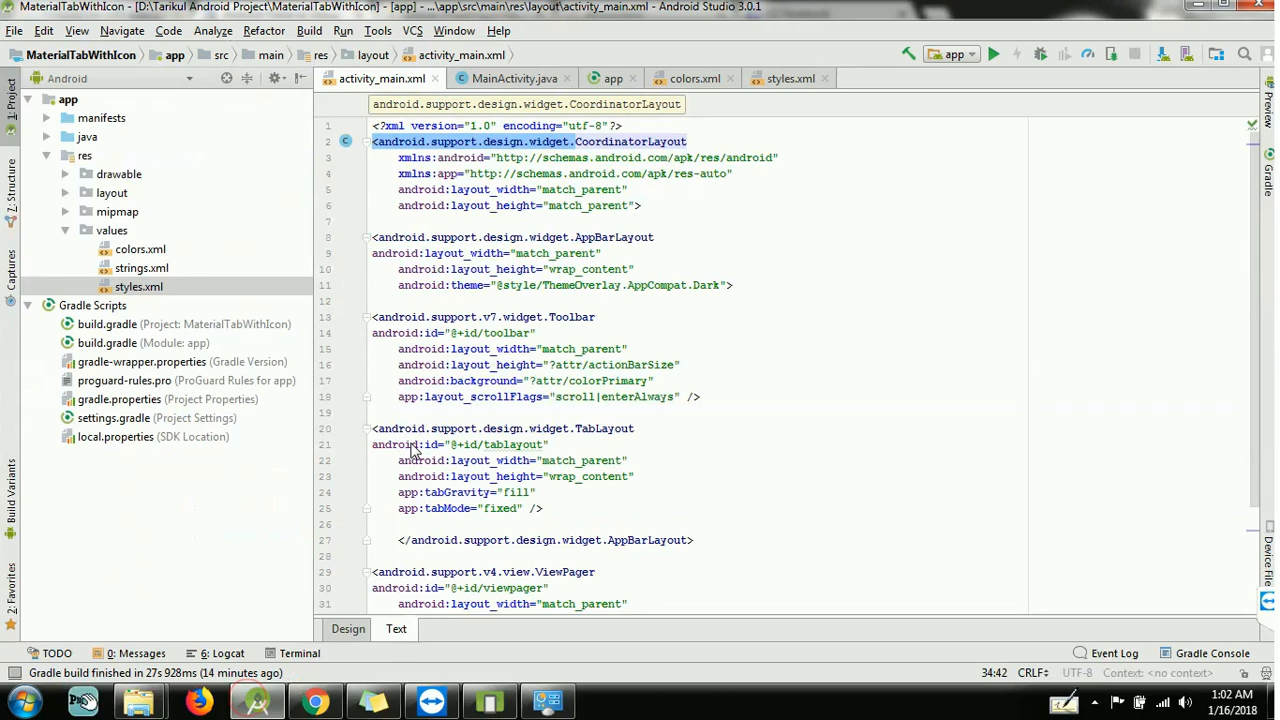 MaterialTabWithIcon - [D:\Tarikul Android Project\MaterialTabWithIcon] - [app] - ...\app\src\main\res\layout\activity_main.xml - Android Studio 3.0.1
File Edit View Navigate Code Analyze Refactor Build Run Tools VCS Window Help
MaterialTabWithIcon app src main res layout activity_main.xml app
Android activity_main.xml MainActivity.java app colors.xml styles.xml
1: Project
7: Structure
Captures
Build Variants
2: Favorites
app
manifests
java
res
drawable
layout
mipmap
values
colors.xml
strings.xml
styles.xml
Gradle Scripts
build.gradle (Project: MaterialTabWithIcon)
build.gradle (Module: app)
gradle-wrapper.properties (Gradle Version)
proguard-rules.pro (ProGuard Rules for app)
gradle.properties (Project Properties)
settings.gradle (Project Settings)
local.properties (SDK Location)
android.support.design.widget.CoordinatorLayout
1 <?xml version="1.0" encoding="utf-8"?>
2 <android.support.design.widget.CoordinatorLayout
3 xmlns:android="http://schemas.android.com/apk/res/android"
4 xmlns:app="http://schemas.android.com/apk/res-auto"
5 android:layout_width="match_parent"
6 android:layout_height="match_parent">
7
8 <android.support.design.widget.AppBarLayout
9 android:layout_width="match_parent"
10 android:layout_height="wrap_content"
11 android:theme="@style/ThemeOverlay.AppCompat.Dark">
12
13 <android.support.v7.widget.Toolbar
14 android:id="@+id/toolbar"
15 android:layout_width="match_parent"
16 android:layout_height="?attr/actionBarSize"
17 android:background="?attr/colorPrimary"
18 app:layout_scrollFlags="scroll|enterAlways" />
19
20 <android.support.design.widget.TabLayout
21 android:id="@+id/tablayout"
22 android:layout_width="match_parent"
23 android:layout_height="wrap_content"
24 app:tabGravity="fill"
25 app:tabMode="fixed" />
26
27 </android.support.design.widget.AppBarLayout>
28
29 <android.support.v4.view.ViewPager
30 android:id="@+id/viewpager"
31 android:layout_width="match_parent"
Maven Projects
Gradle
Device File
Design Text
TODO 0: Messages 6: Logcat Terminal Event Log Gradle Console
Gradle build finished in 27s 928ms (14 minutes ago) 34:42 CRLF÷ UTF-8 Context: <no context>
1:02 AM
1/16/2018